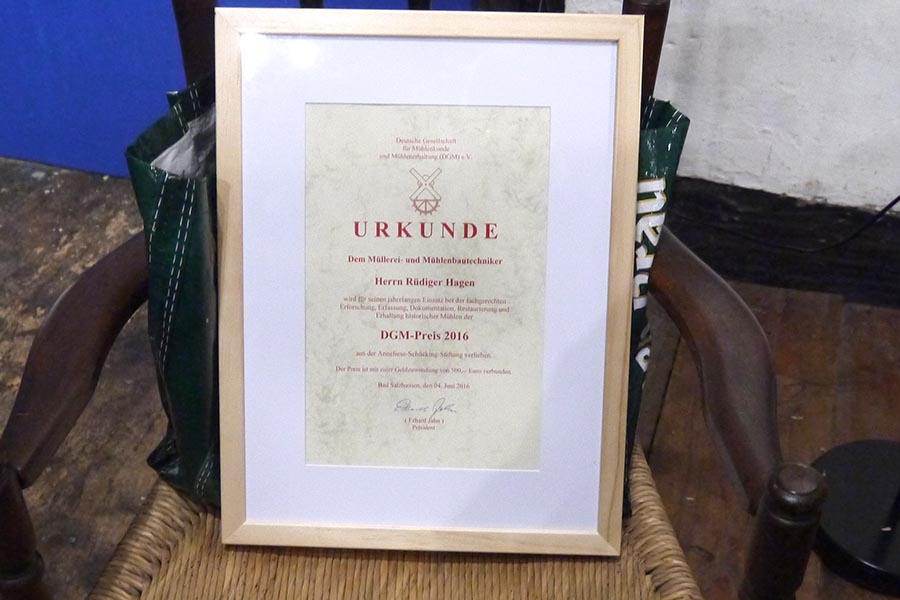 Deutsche Gesellschaft
für Mühlenkunde
und Mühlenerhaltung (DGM) e.V.
URKUNDE
Dem Müllerei- und Mühlenbautechniker
Herrn Rüdiger Hagen
wird für seinen jahrelangen Einsatz bei der fachgerechten
Erforschung, Erfassung, Dokumentation, Restaurierung und
Erhaltung historischer Mühlen der
DGM-Preis 2016
aus der Anneliese-Schücking-Stiftung verliehen.
Der Preis ist mit einer Geldzuwendung von 500,-- Euro verbunden.
Bad Salzhausen, den 04. Juni 2016
( Erhard Jahn )
Präsident